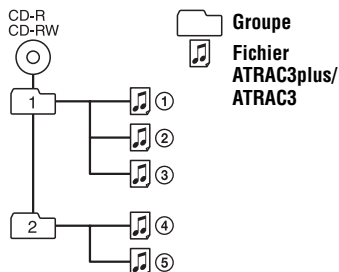 CD-R
CD-RW
Groupe
Fichier
ATRAC3plus/
ATRAC3
1
①
②
③
2
④
⑤